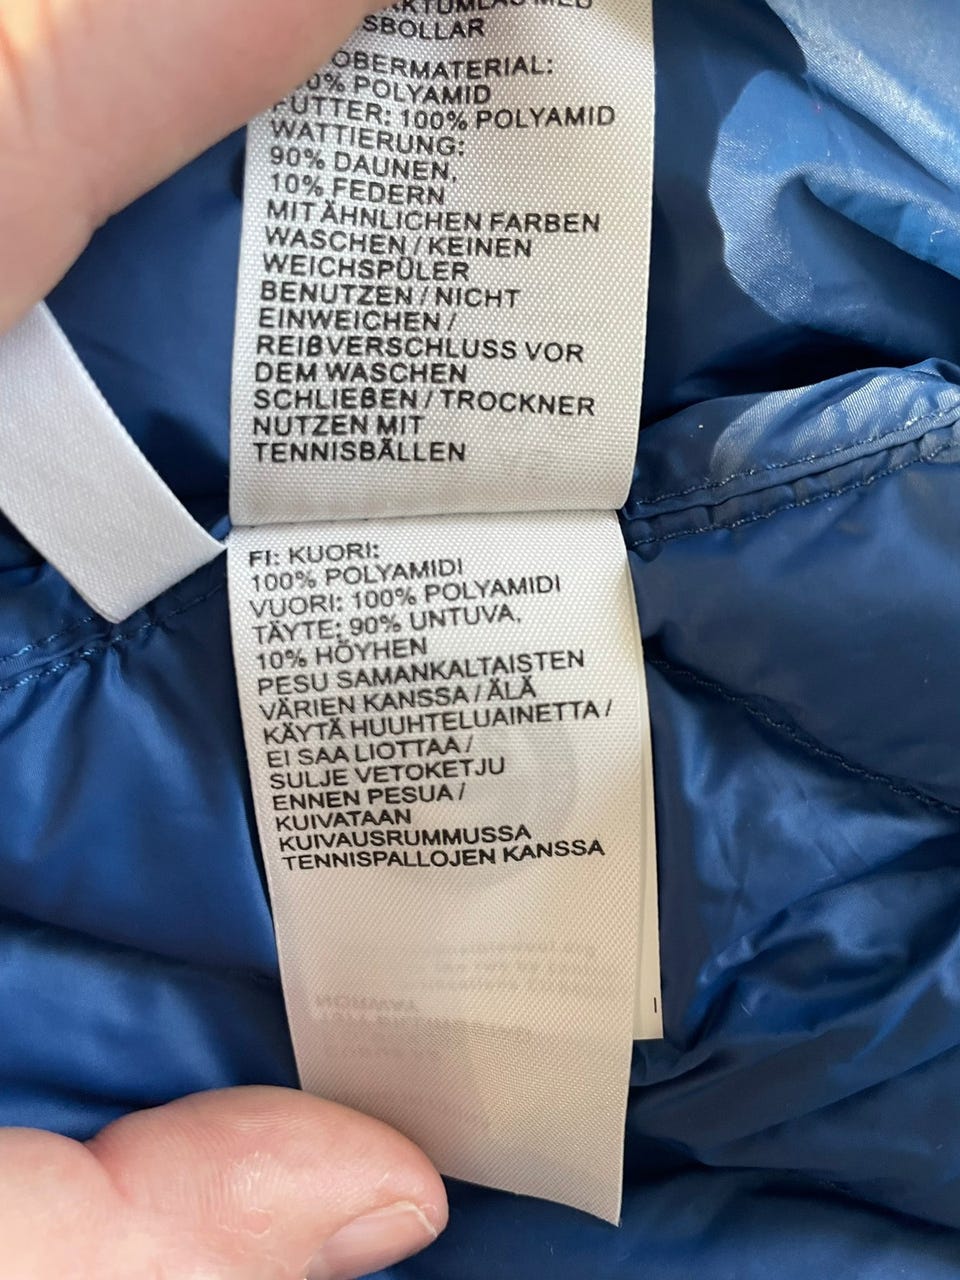 MED
SBOLLAR
OBERMATERIAL:
0% POLYAMID
FUTTER: 100% POLYAMID
WATTIERUNG:
90% DAUNEN,
10% FEDERN
MIT ÄHNLICHEN FARBEN
WASCHEN / KEINEN
WEICHSPÜLER
BENUTZEN / NICHT
EINWEICHEN /
REIßVERSCHLUSS VOR
DEM WASCHEN
SCHLIEßEN / TROCKNER
NUTZEN MIT
TENNISBÄLLEN
FI: KUORI:
100% POLYAMIDI
VUORI: 100% POLYAMIDI
TÄYTE: 90% UNTUVA,
10% HÖYHEN
PESU SAMANKALTAISTEN
VÄRIEN KANSSA / ÄLÄ
KÄYTÄ HUUHTELUAINETTA /
EI SAA LIOTTAA /
SULJE VETOKETJU
ENNEN PESUA /
KUIVATAAN
KUIVAUSRUMMUSSA
TENNISPALLOJEN KANSSA
NORWAY